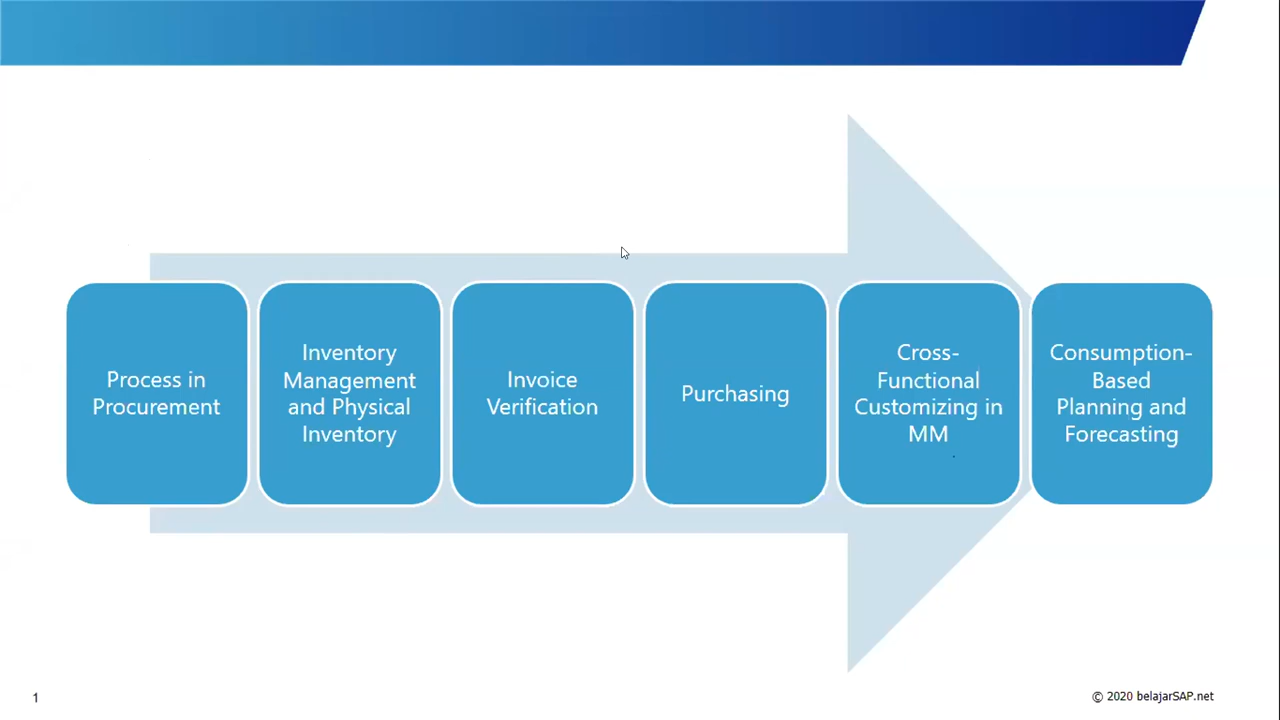 Process in
Procurement
Inventory
Management
and Physical
Inventory
Invoice
Verification
Purchasing
Cross-
Functional
Customizing in
MM
Consumption-
Based
Planning and
Forecasting
1
© 2020 belajarSAP.net